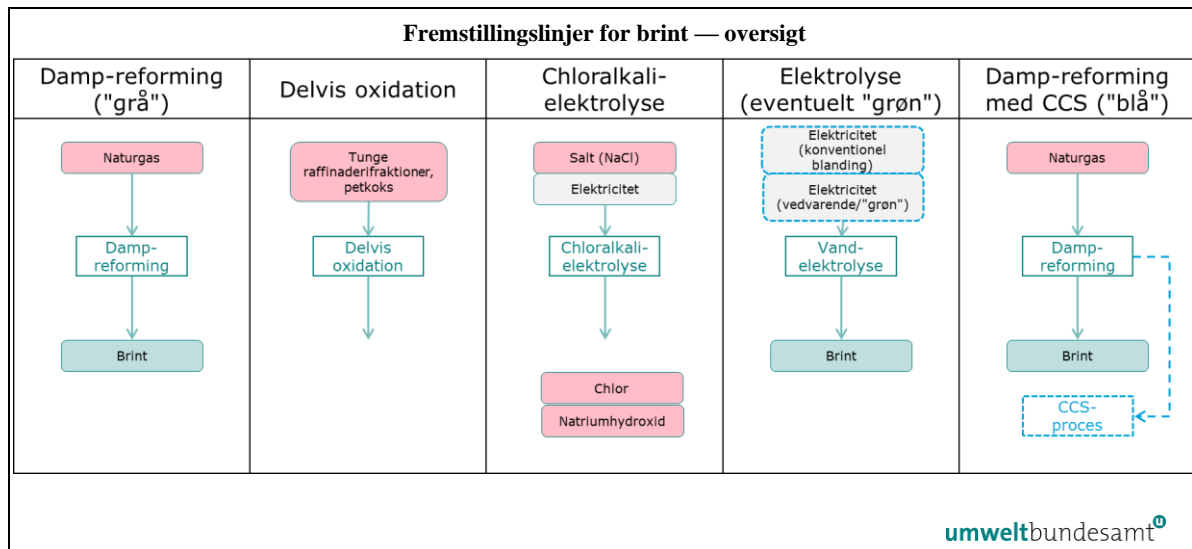 Fremstillingslinjer for brint — oversigt
Damp-reforming
("grå")
Naturgas
Damp-
reforming
Brint
Delvis oxidation
Tunge
raffinaderifraktioner,
petkoks
Delvis
oxidation
Chloralkali-
elektrolyse
Salt (NaCl)
Elektricitet
Chloralkali-
elektrolyse
Chlor
Natriumhydroxid
Elektrolyse
(eventuelt "grøn")
Elektricitet
(konventionel
blanding)
Elektricitet
(vedvarende/"grøn")
Vand-
elektrolyse
Brint
Damp-reforming
med CCS ("blå")
Naturgas
Damp-
reforming
Brint
CCS-
proces
umweltbundesamt u